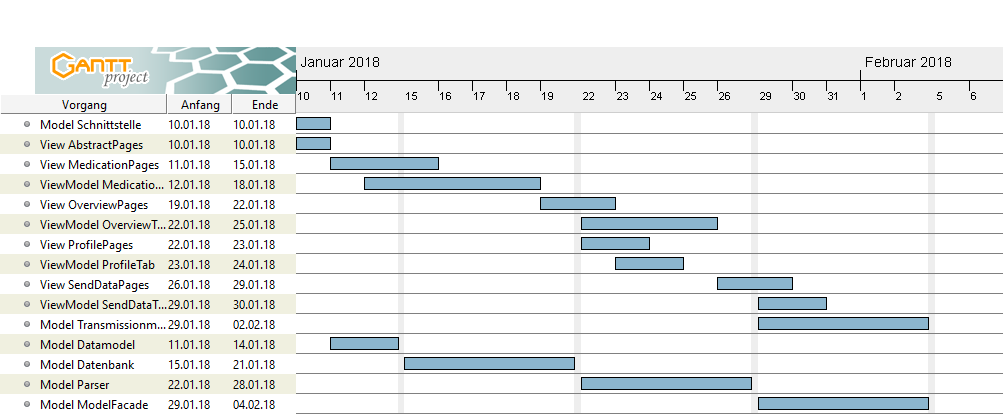 GANTT project
Januar 2018 Februar 2018
10 11 12 15 16 17 18 19 22 23 24 25 26 29 30 31 1 2 5 6
Vorgang Anfang Ende
Model Schnittstelle 10.01.18 10.01.18
View AbstractPages 10.01.18 10.01.18
View MedicationPages 11.01.18 15.01.18
ViewModel Medicatio... 12.01.18 18.01.18
View OverviewPages 19.01.18 22.01.18
ViewModel OverviewT... 22.01.18 25.01.18
View ProfilePages 22.01.18 23.01.18
ViewModel ProfileTab 23.01.18 24.01.18
View SendDataPages 26.01.18 29.01.18
ViewModel SendDataT... 29.01.18 30.01.18
Model Transmissionm... 29.01.18 02.02.18
Model Datamodel 11.01.18 14.01.18
Model Datenbank 15.01.18 21.01.18
Model Parser 22.01.18 28.01.18
Model ModelFacade 29.01.18 04.02.18